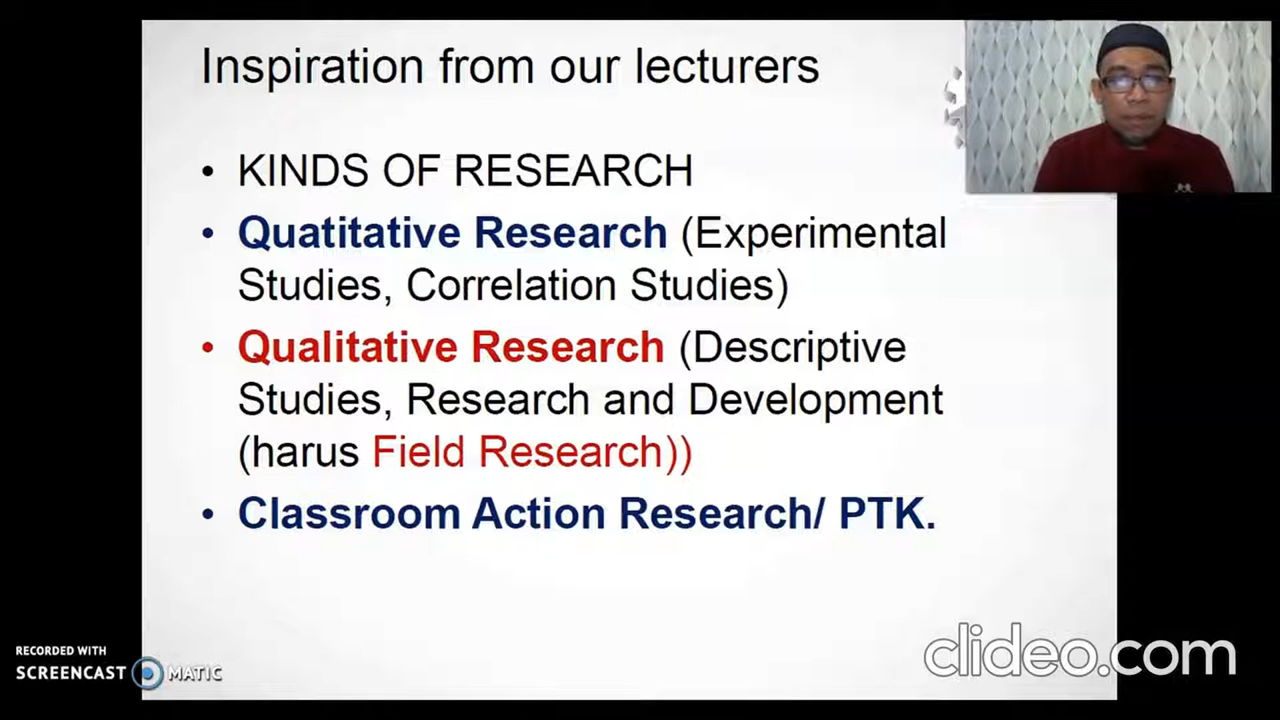 Inspiration from our lecturers
• KINDS OF RESEARCH
• Quatitative Research (Experimental
Studies, Correlation Studies)
• Qualitative Research (Descriptive
Studies, Research and Development
(harus Field Research))
• Classroom Action Research/ PTK.
RECORDED WITH
SCREENCAST MATIC
clideo.com